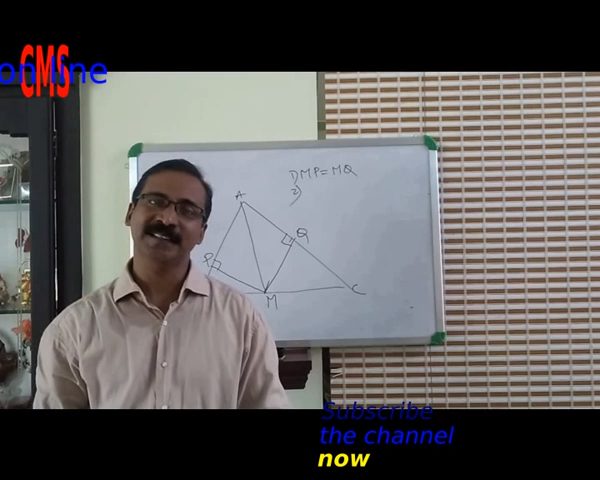 CMS
online
1) MP = MQ
2)
A
Q
P
M
C
Subscribe
the channel
now